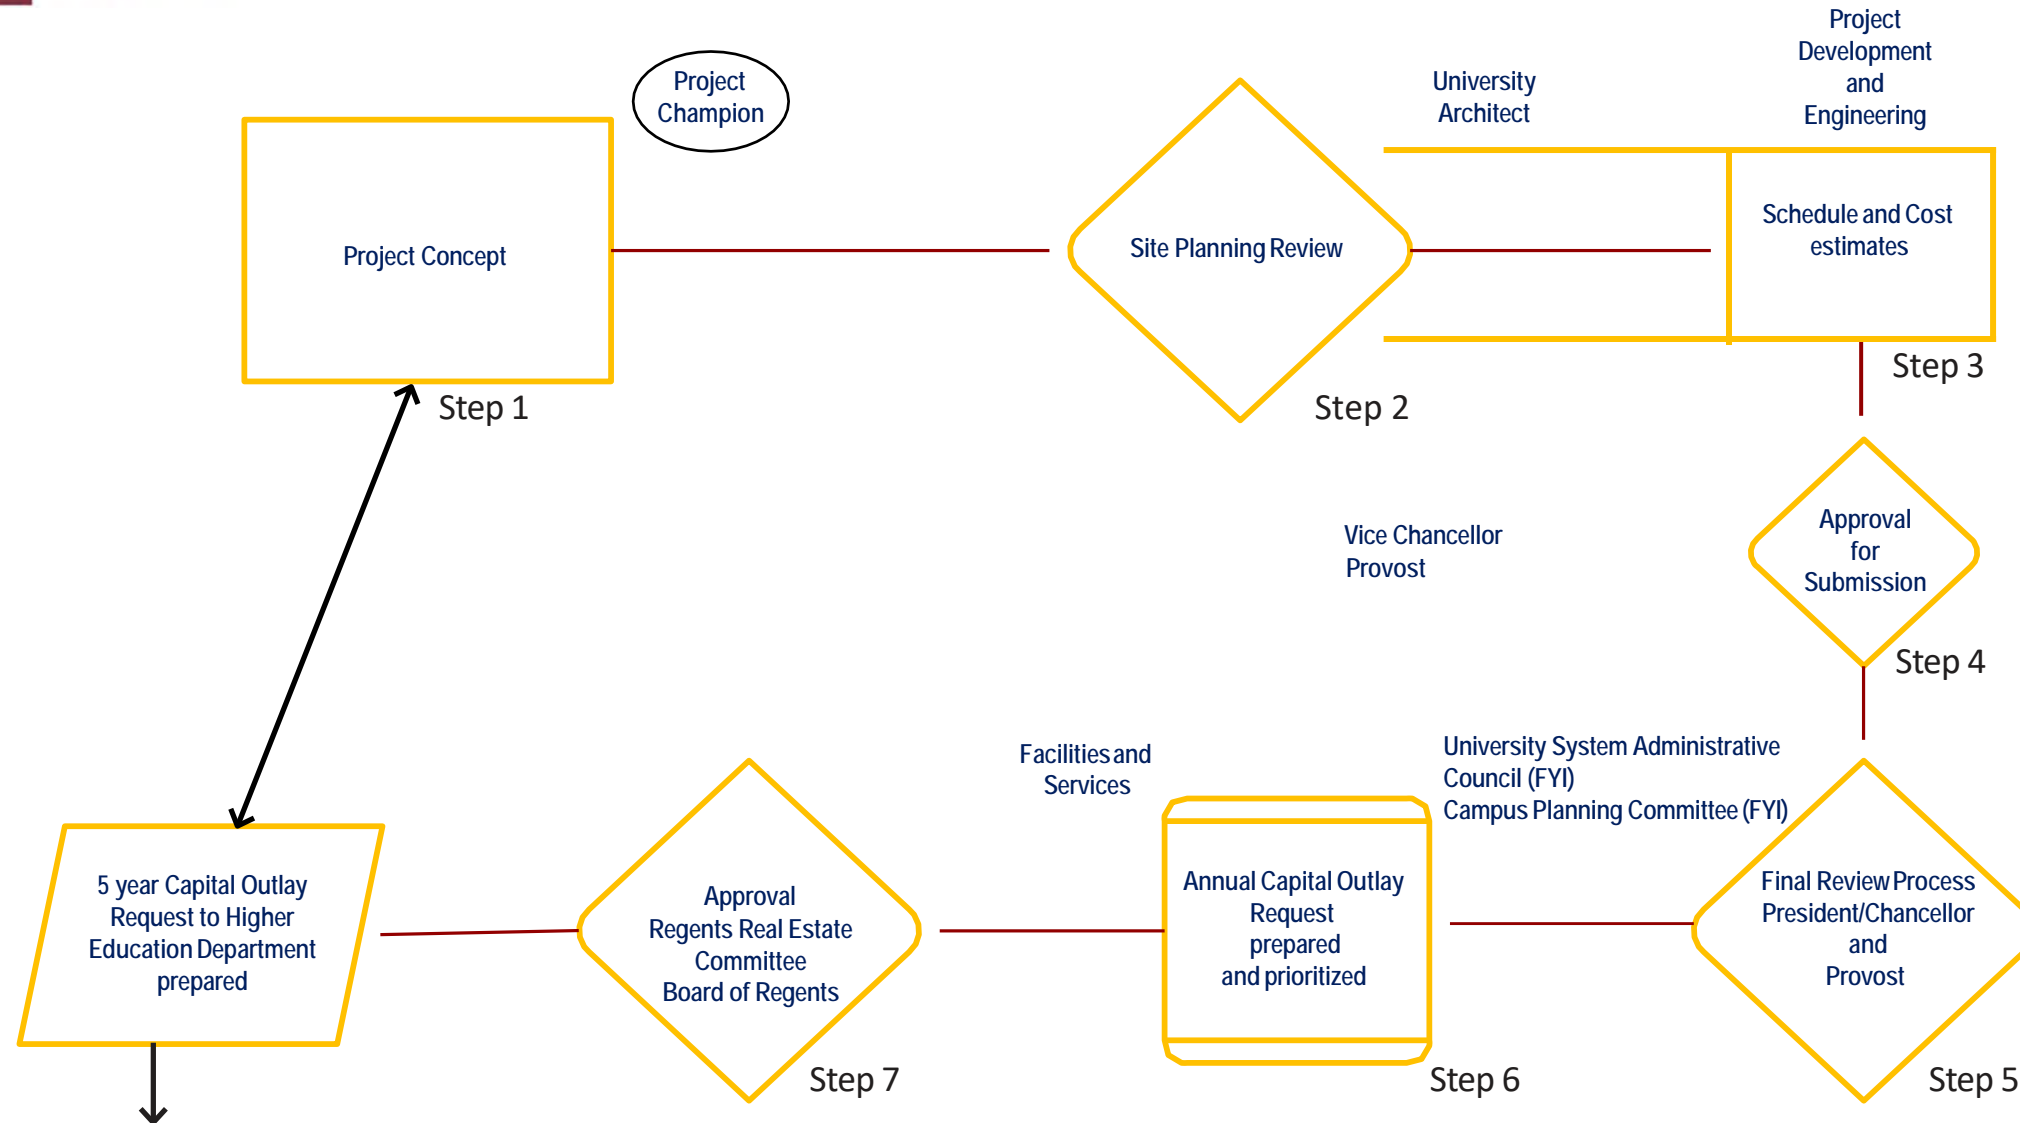 Project
Champion
Project Concept
Step 1
Site Planning Review
Step 2
University
Architect
Project
Development
and
Engineering
Schedule and Cost
estimates
Step 3
Vice Chancellor
Provost
Approval
for
Submission
Step 4
University System Administrative
Council (FYI)
Campus Planning Committee (FYI)
Final Review Process
President/Chancellor
and
Provost
Step 5
Facilities and
Services
Annual Capital Outlay
Request
prepared
and prioritized
Step 6
Approval
Regents Real Estate
Committee
Board of Regents
Step 7
5 year Capital Outlay
Request to Higher
Education Department
prepared